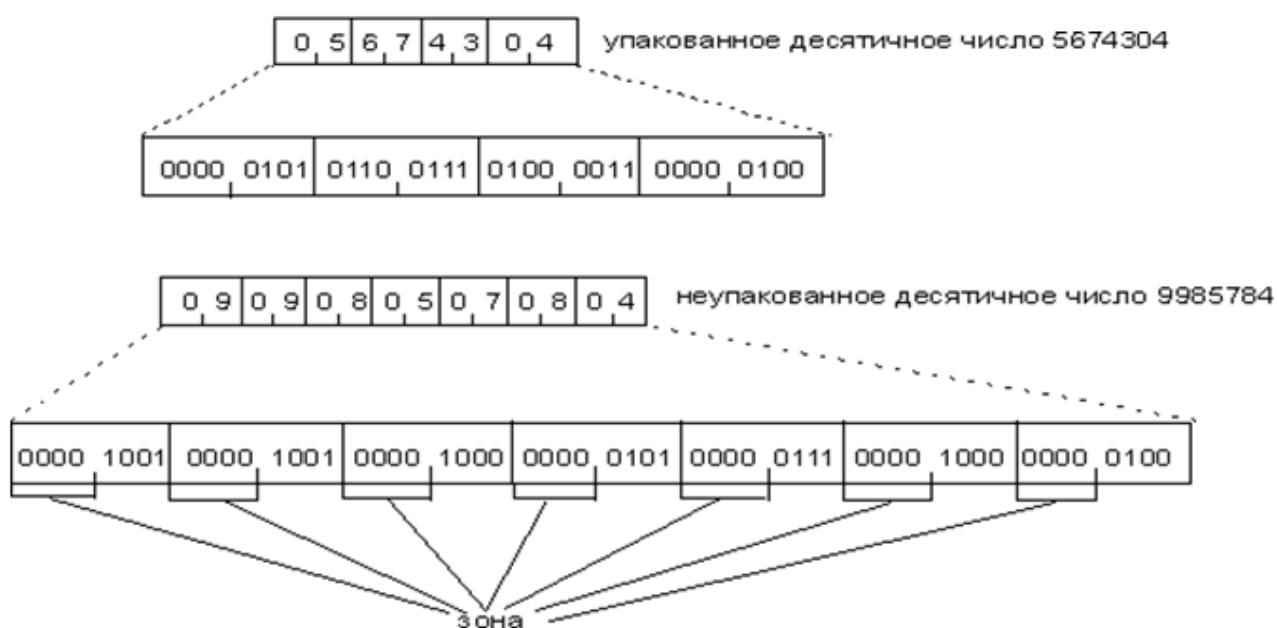 0 5 6 7 4 3 0 4 упакованное десятичное число 5674304
0000 0101 0110 0111 0100 0011 0000 0100
0 9 0 9 0 8 0 5 0 7 0 8 0 4 неупакованное десятичное число 9985784
0000 1001 0000 1001 0000 1000 0000 0101 0000 0111 0000 1000 0000 0100
зона